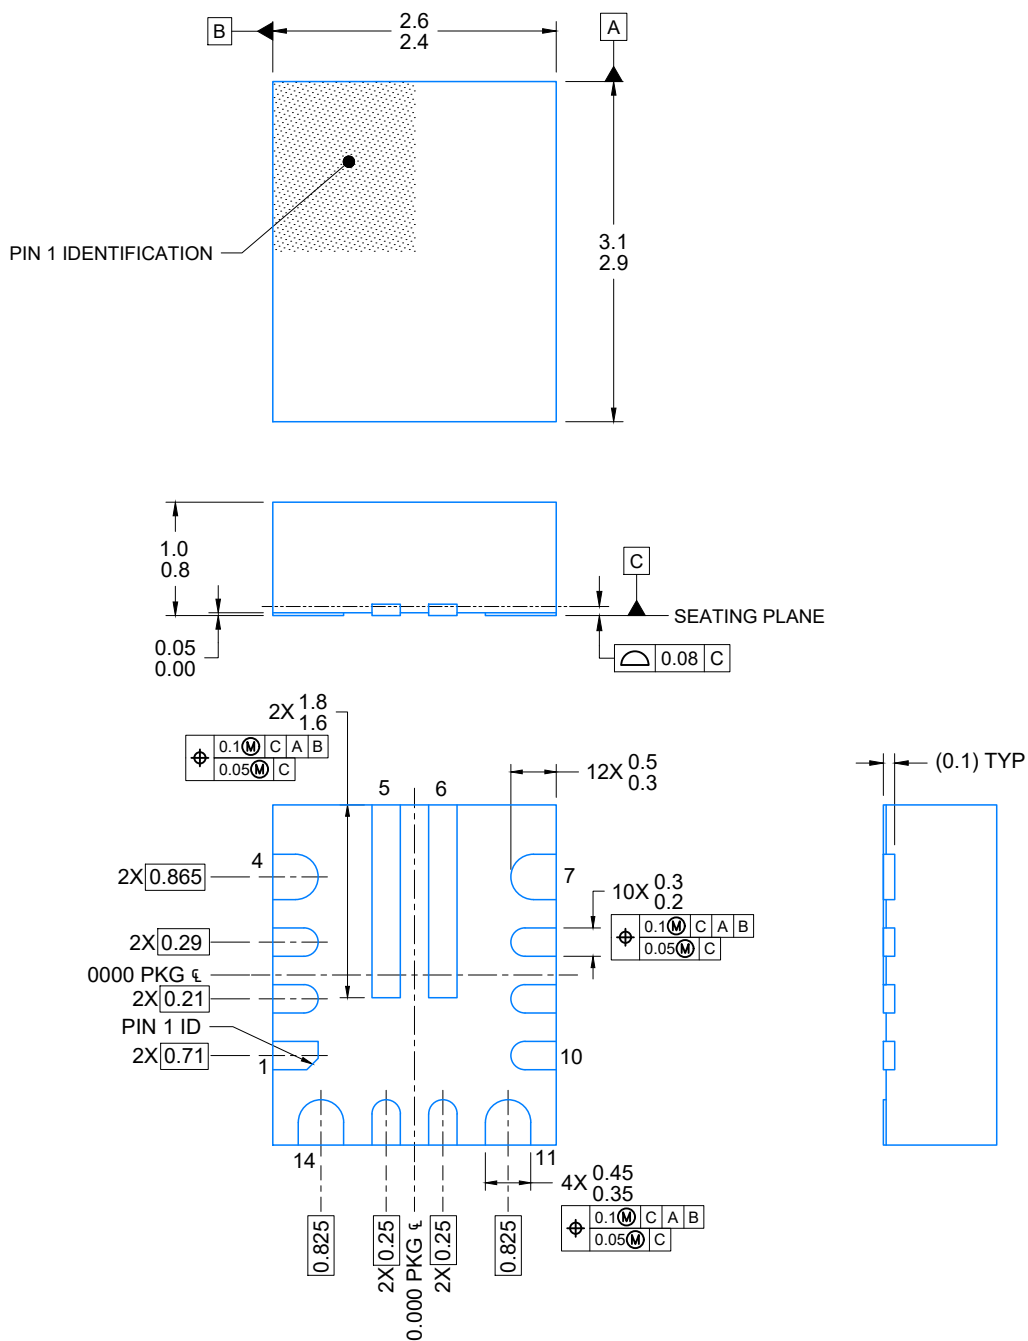 B
2.6
2.4
A
PIN 1 IDENTIFICATION
3.1
2.9
1.0
0.8
C
SEATING PLANE
0.05
0.00
0.08 C
2X 1.8
1.6
0.1 Ⓜ C A B
0.05 Ⓜ C
5
6
12X 0.5
0.3
(0.1) TYP
4
7
2X 0.865
10X 0.3
0.2
0.1 Ⓜ C A B
0.05 Ⓜ C
2X 0.29
0000 PKG ℄
2X 0.21
PIN 1 ID
2X 0.71
1
10
14
11
4X 0.45
0.35
0.1 Ⓜ C A B
0.05 Ⓜ C
0.825
2X 0.25
0.000 PKG ℄
2X 0.25
0.825